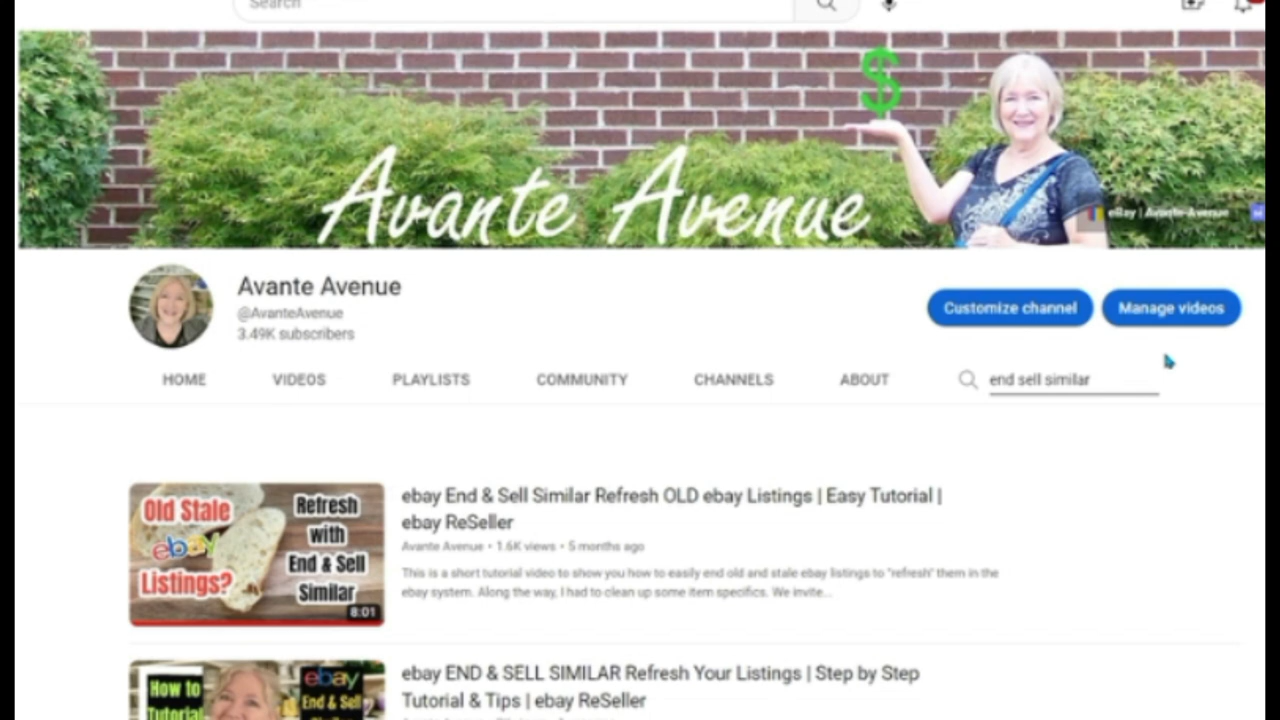 Search
$
Avante Avenue
eBay | Avante-Avenue
Avante Avenue
@AvanteAvenue
3.49K subscribers
Customize channel
Manage videos
HOME
VIDEOS
PLAYLISTS
COMMUNITY
CHANNELS
ABOUT
end sell similar
Old Stale
ebay
Listings?
Refresh
with
End & Sell
Similar
8:01
ebay End & Sell Similar Refresh OLD ebay Listings | Easy Tutorial |
ebay ReSeller
Avante Avenue • 1.6K views • 5 months ago
This is a short tutorial video to show you how to easily end old and stale ebay listings to "refresh" them in the
ebay system. Along the way, I had to clean up some item specifics. We invite...
How to
Tutorial
ebay
End & Sell
ebay END & SELL SIMILAR Refresh Your Listings | Step by Step
Tutorial & Tips | ebay ReSeller